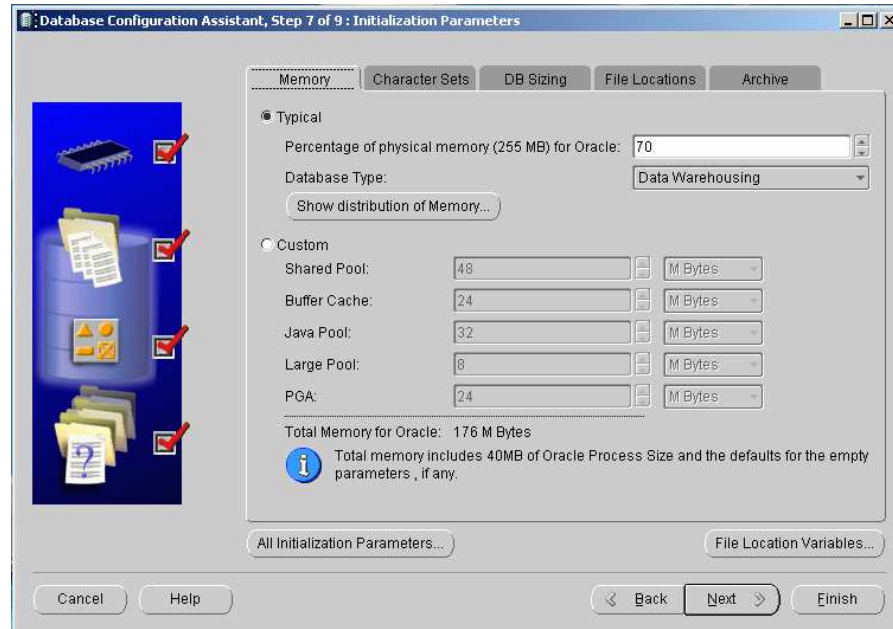 Database Configuration Assistant, Step 7 of 9 : Initialization Parameters
Memory Character Sets DB Sizing File Locations Archive
Typical
Percentage of physical memory (255 MB) for Oracle: 70
Database Type: Data Warehousing
Show distribution of Memory...
Custom
Shared Pool: 48 M Bytes
Buffer Cache: 24 M Bytes
Java Pool: 32 M Bytes
Large Pool: 8 M Bytes
PGA: 24 M Bytes
Total Memory for Oracle: 176 M Bytes
Total memory includes 40MB of Oracle Process Size and the defaults for the empty
parameters , if any.
All Initialization Parameters... File Location Variables...
Cancel Help Back Next Finish